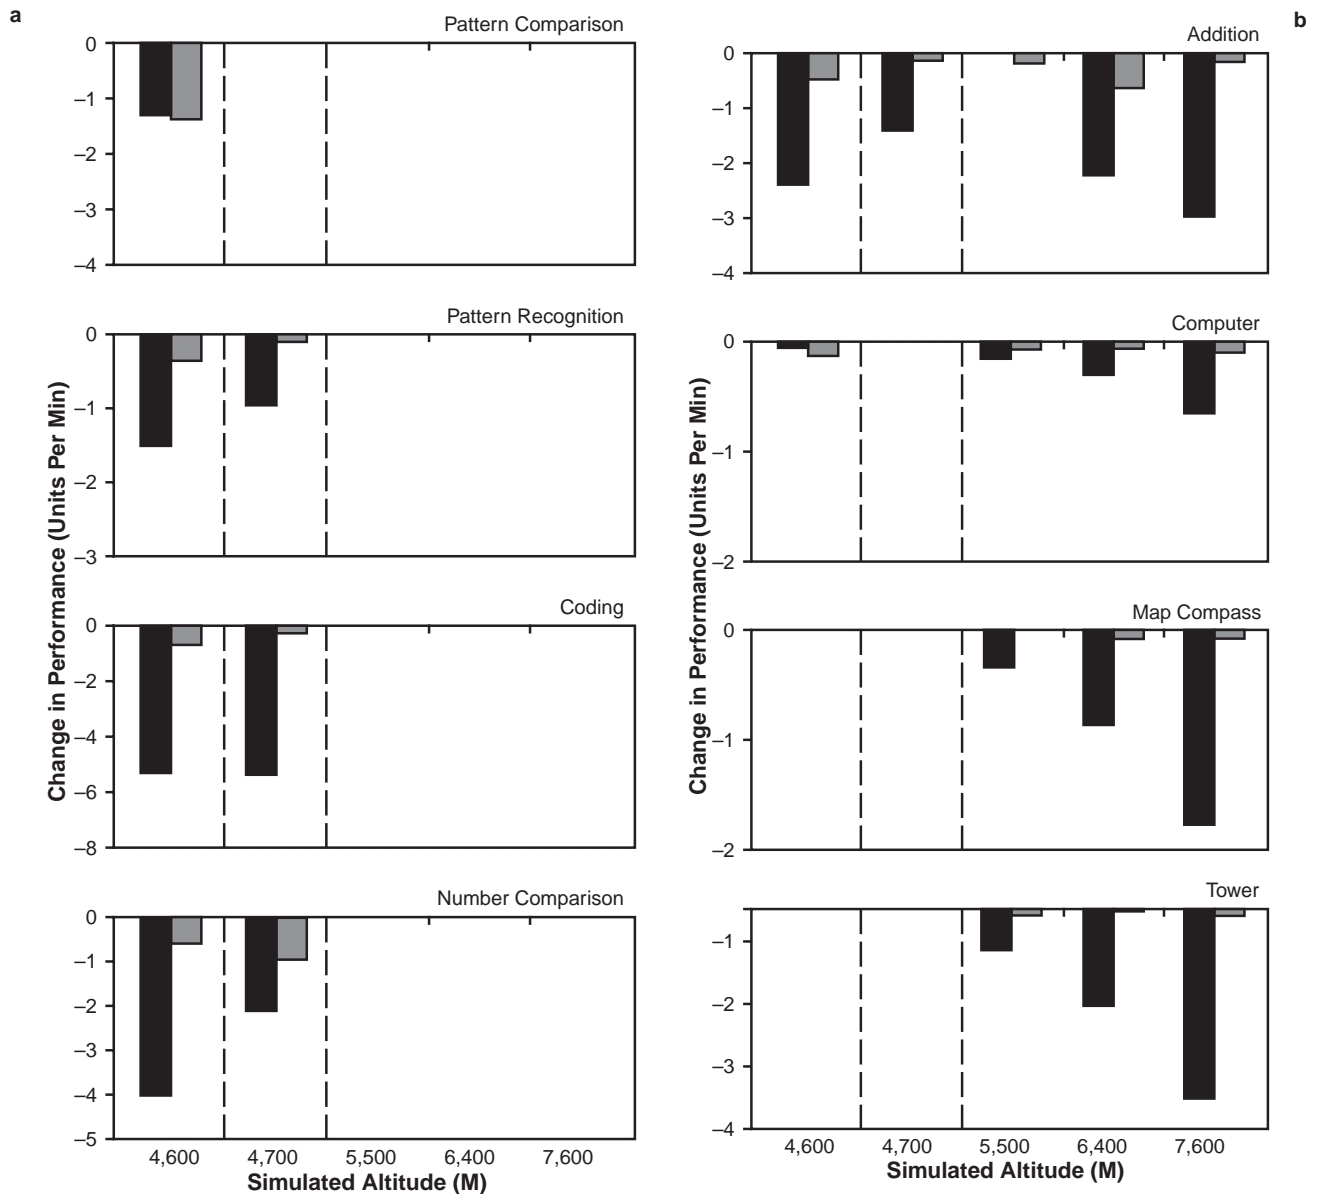 a
Pattern Comparison
0
–1
–2
–3
–4
Pattern Recognition
0
–1
–2
–3
Coding
0
–2
–4
–6
–8
Number Comparison
0
–1
–2
–3
–4
–5
Change in Performance (Units Per Min)
4,600 4,700 5,500 6,400 7,600
Simulated Altitude (M)
b
Addition
0
–1
–2
–3
–4
Computer
0
–1
–2
Map Compass
0
–1
–2
Tower
–1
–2
–3
–4
Change in Performance (Units Per Min)
4,600 4,700 5,500 6,400 7,600
Simulated Altitude (M)